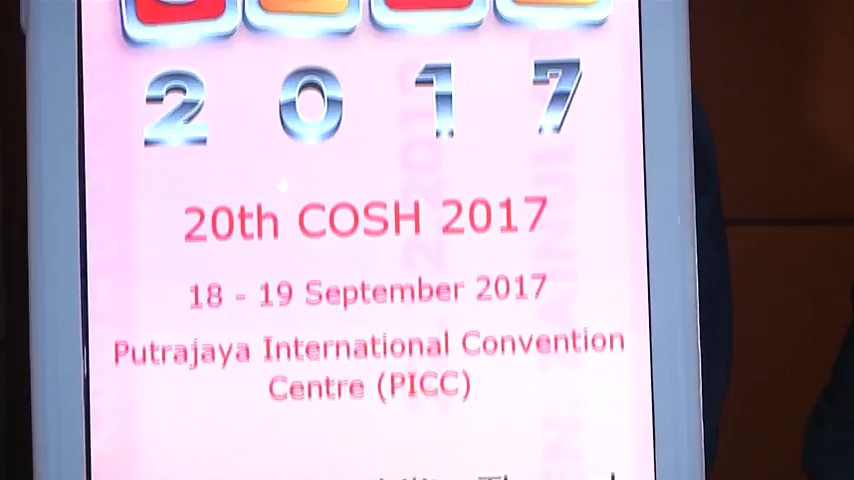 2017
20th COSH 2017
18 - 19 September 2017
Putrajaya International Convention
Centre (PICC)